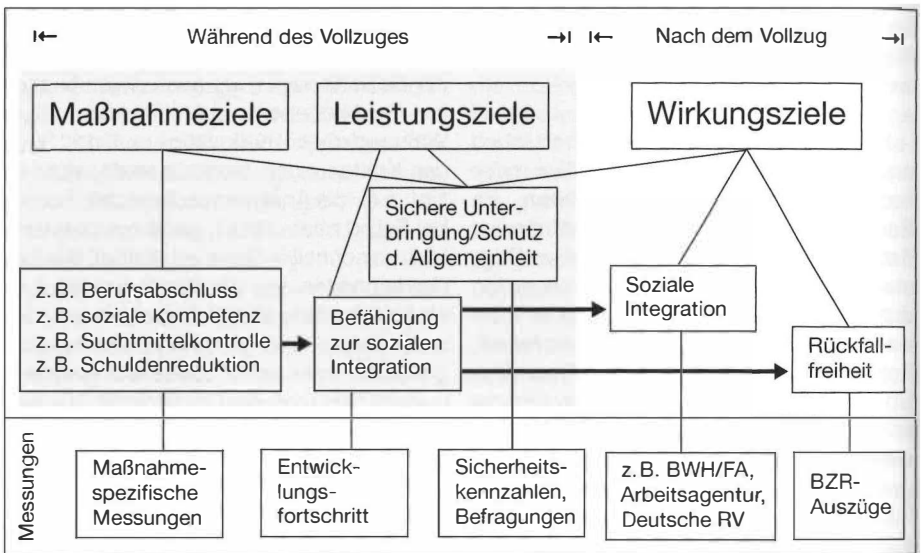 Während des Vollzuges
Nach dem Vollzug
Maßnahmeziele
Leistungsziele
Wirkungsziele
Sichere Unter-
bringung/Schutz
d. Allgemeinheit
z. B. Berufsabschluss
z. B. soziale Kompetenz
z. B. Suchtmittelkontrolle
z. B. Schuldenreduktion
Befähigung
zur sozialen
Integration
Soziale
Integration
Rückfall-
freiheit
Messungen
Maßnahme-
spezifische
Messungen
Entwick-
lungs-
fortschritt
Sicherheits-
kennzahlen,
Befragungen
z. B. BWH/FA,
Arbeitsagentur,
Deutsche RV
BZR-
Auszüge